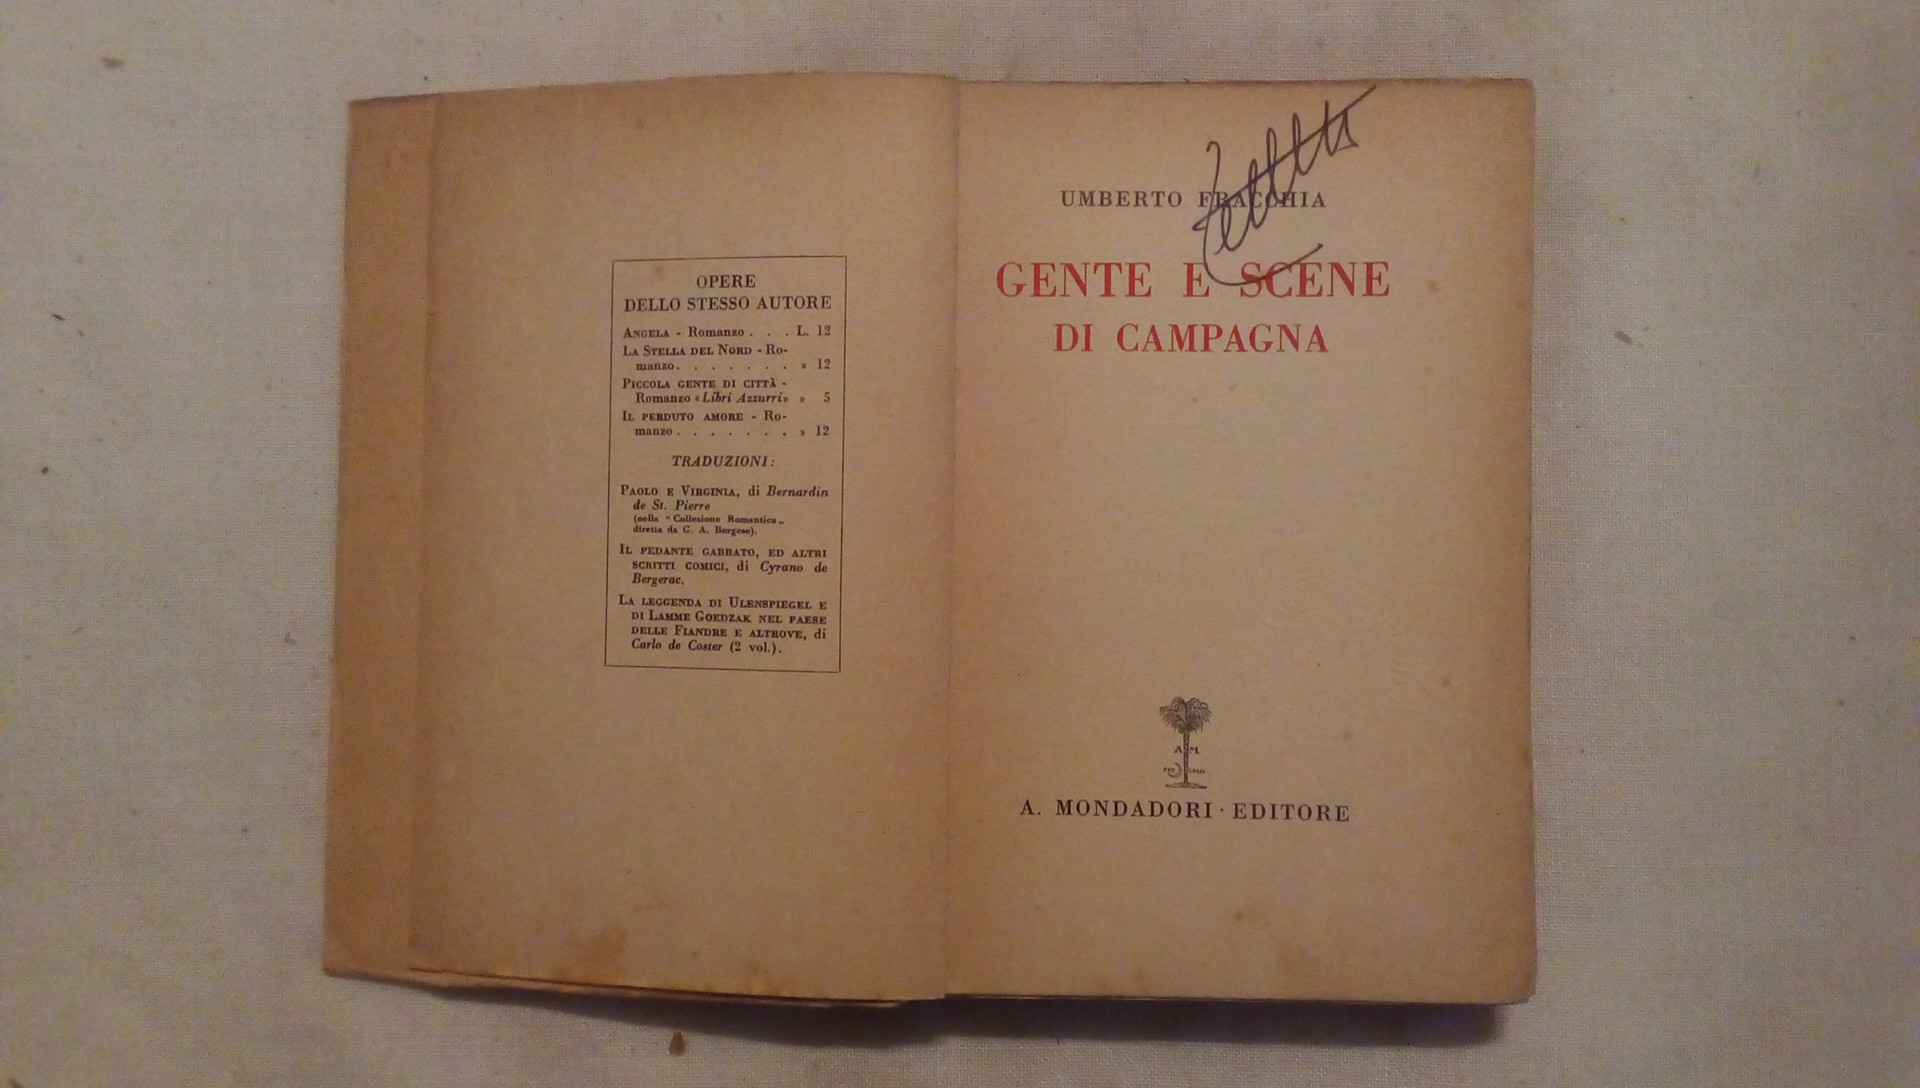 OPERE
DELLO STESSO AUTORE
ANGELA - Romanzo . . . L. 12
LA STELLA DEL NORD - Ro-
manzo . . . . . . . » 12
PICCOLA GENTE DI CITTÀ -
Romanzo «Libri Azzurri» » 5
IL PERDUTO AMORE - Ro-
manzo . . . . . . . » 12
TRADUZIONI:
PAOLO E VIRGINIA, di Bernardin
de St. Pierre
(nella “Collezione Romantica„
diretta da G. A. Borgese).
IL PEDANTE GABBATO, ED ALTRI
SCRITTI COMICI, di Cyrano de
Bergerac.
LA LEGGENDA DI ULENSPIEGEL E
DI LAMME GOEDZAK NEL PAESE
DELLE FIANDRE E ALTROVE, di
Carlo de Coster (2 vol.).
UMBERTO FRACCHIA
GENTE E SCENE
DI CAMPAGNA
A M
A. MONDADORI · EDITORE